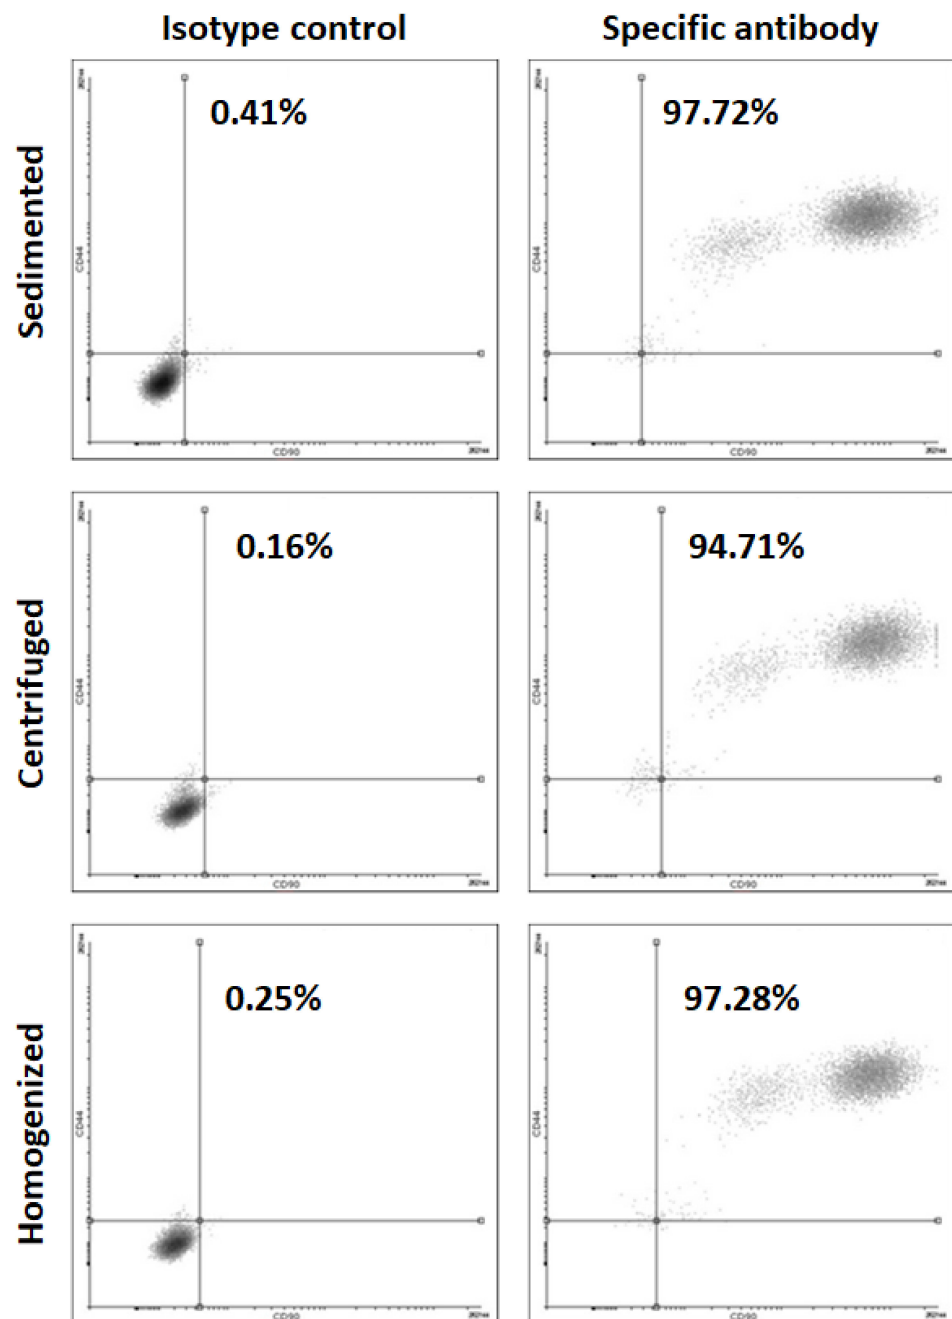 Isotype control Specific antibody
Sedimented
0.41% 97.72%
CD44 CD44
CD90 CD90
Centrifuged
0.16% 94.71%
CD44 CD44
CD90 CD90
Homogenized
0.25% 97.28%
CD44 CD44
CD90 CD90